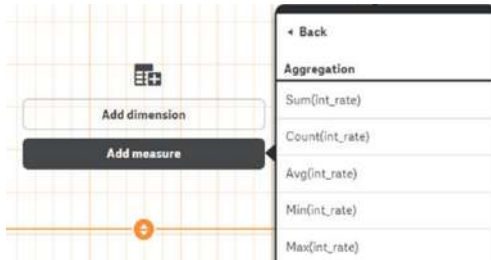 ◂ Back
Aggregation
Add dimension
Add measure
Sum(int_rate)
Count(int_rate)
Avg(int_rate)
Min(int_rate)
Max(int_rate)